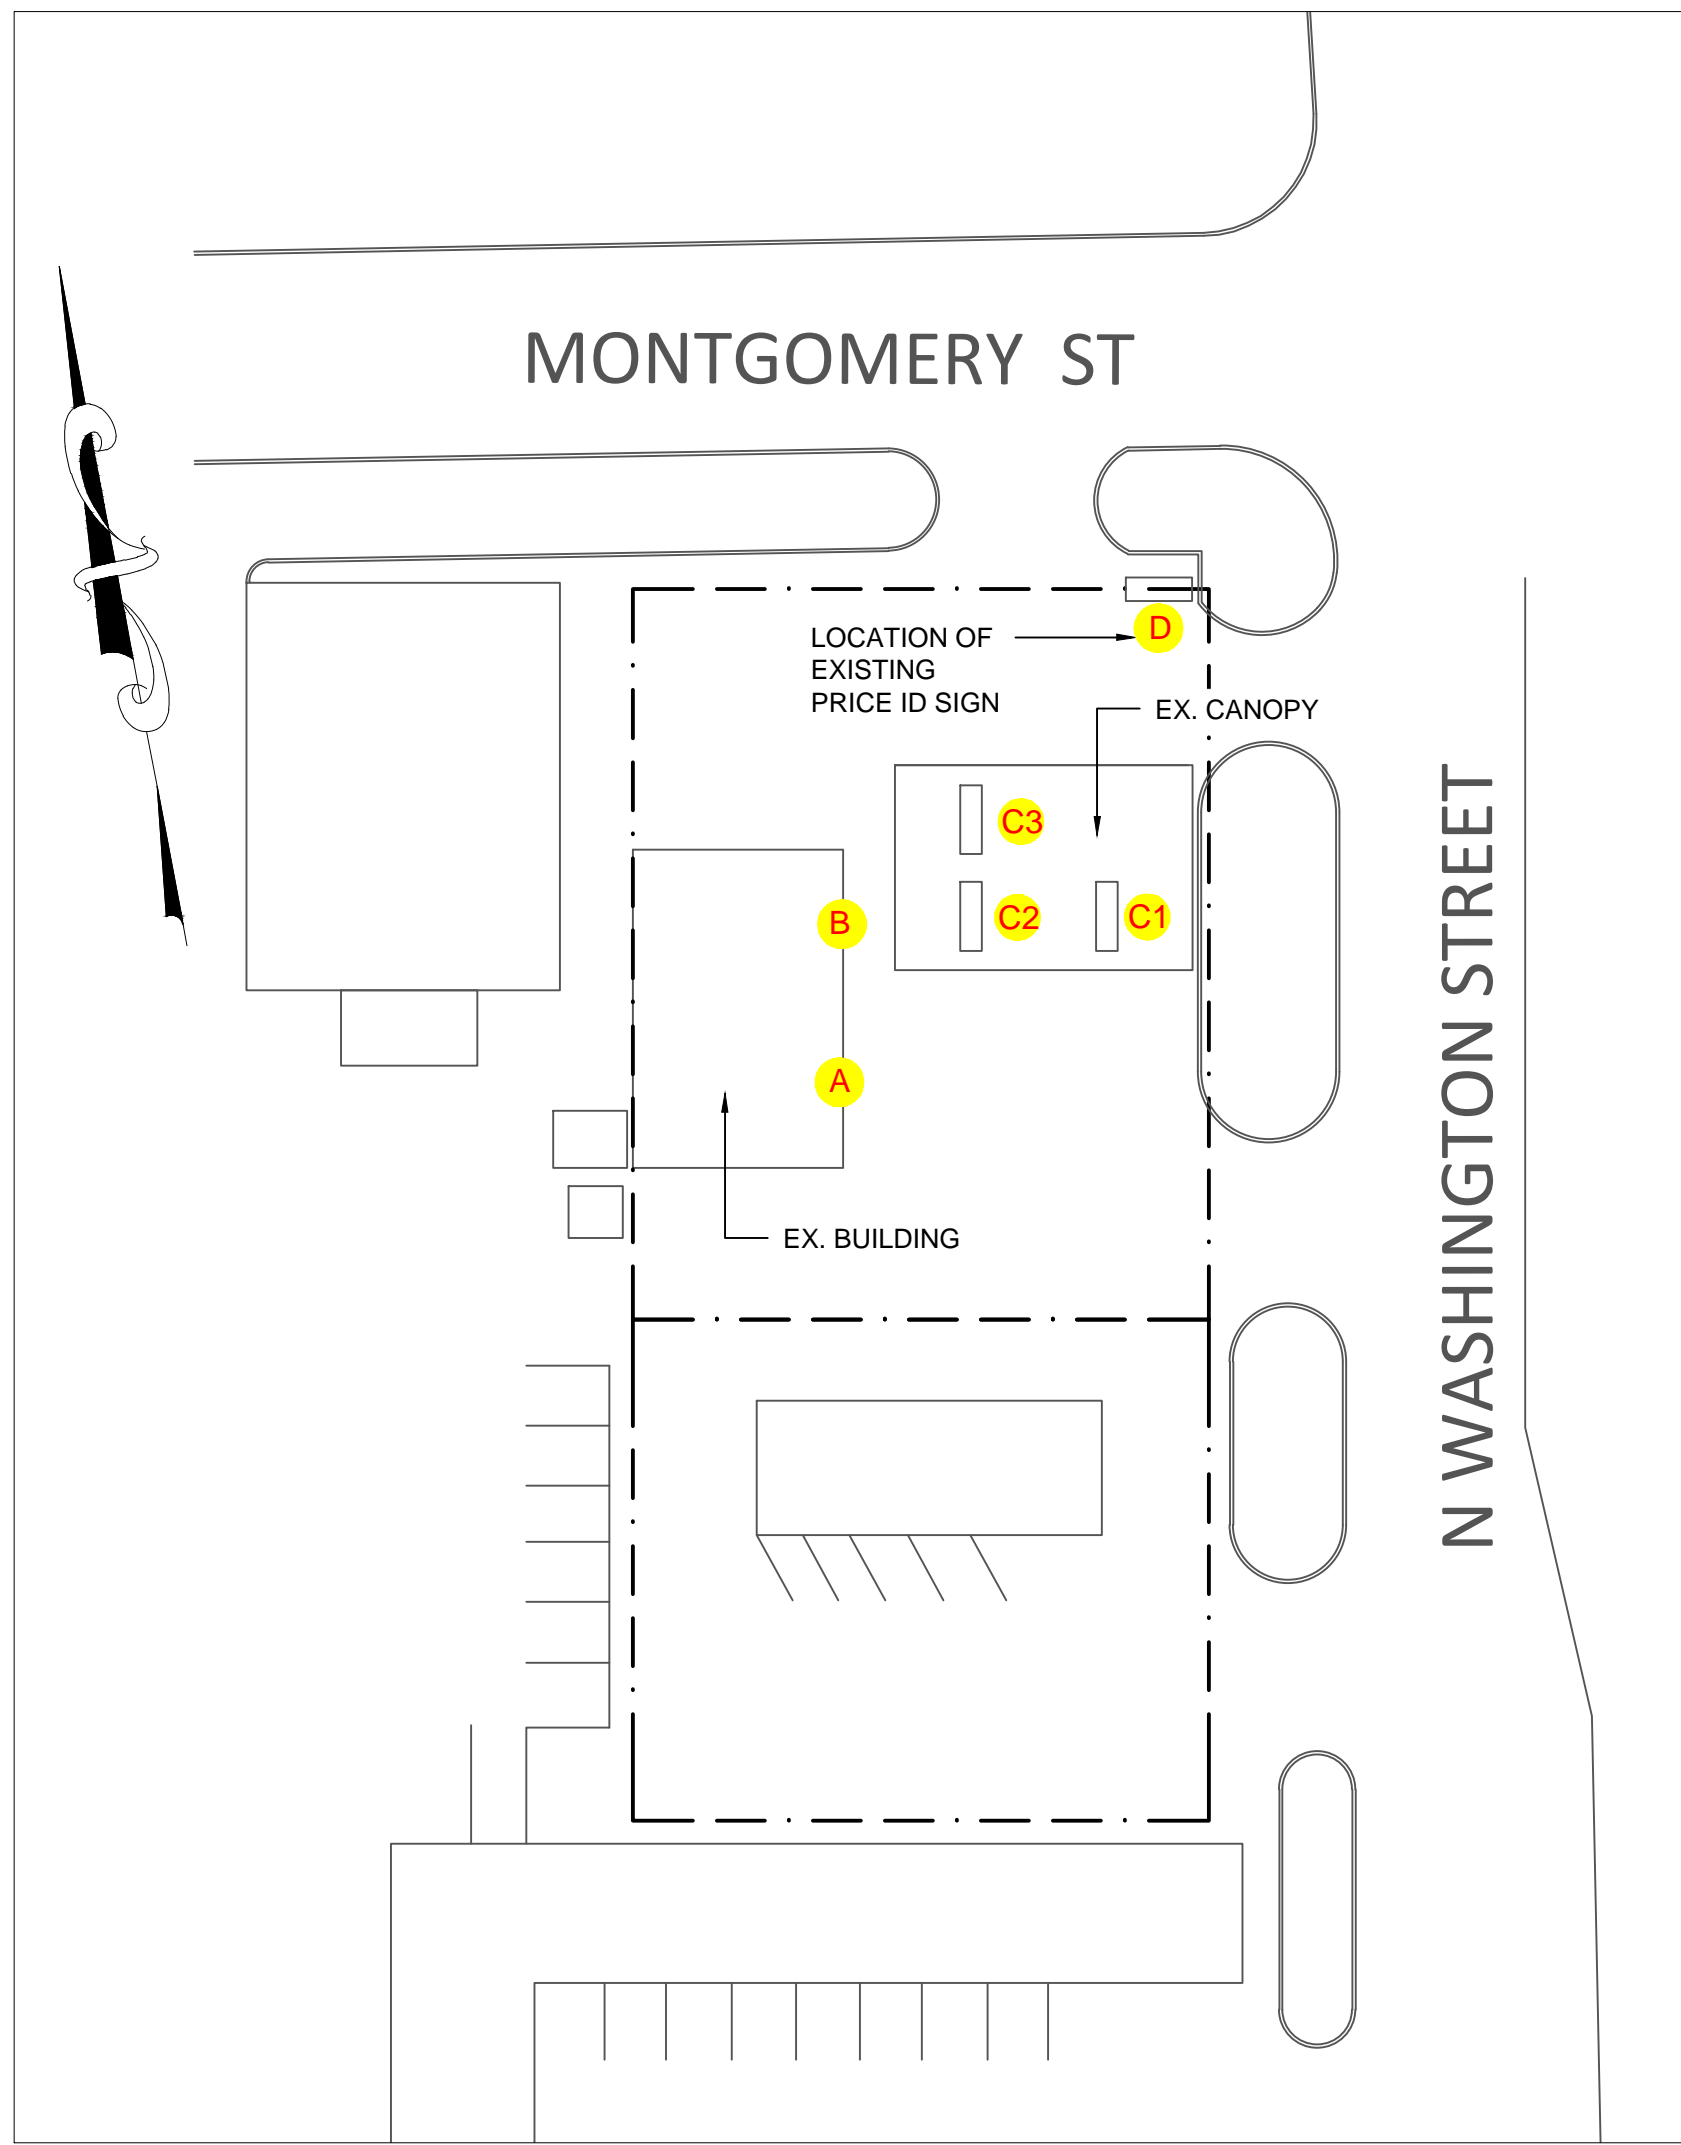 MONTGOMERY ST
LOCATION OF
EXISTING
PRICE ID SIGN
D
EX. CANOPY
C3
C2
C1
B
A
EX. BUILDING
N WASHINGTON STREET